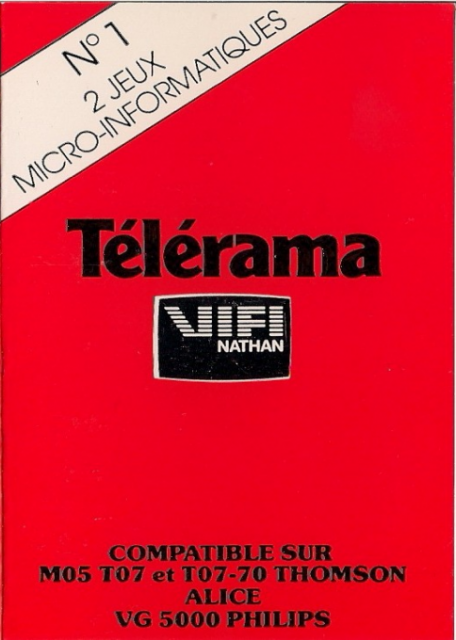 N° 1
2 JEUX
MICRO-INFORMATIQUES
Télérama
VIFI
NATHAN
COMPATIBLE SUR
M05 T07 et T07-70 THOMSON
ALICE
VG 5000 PHILIPS